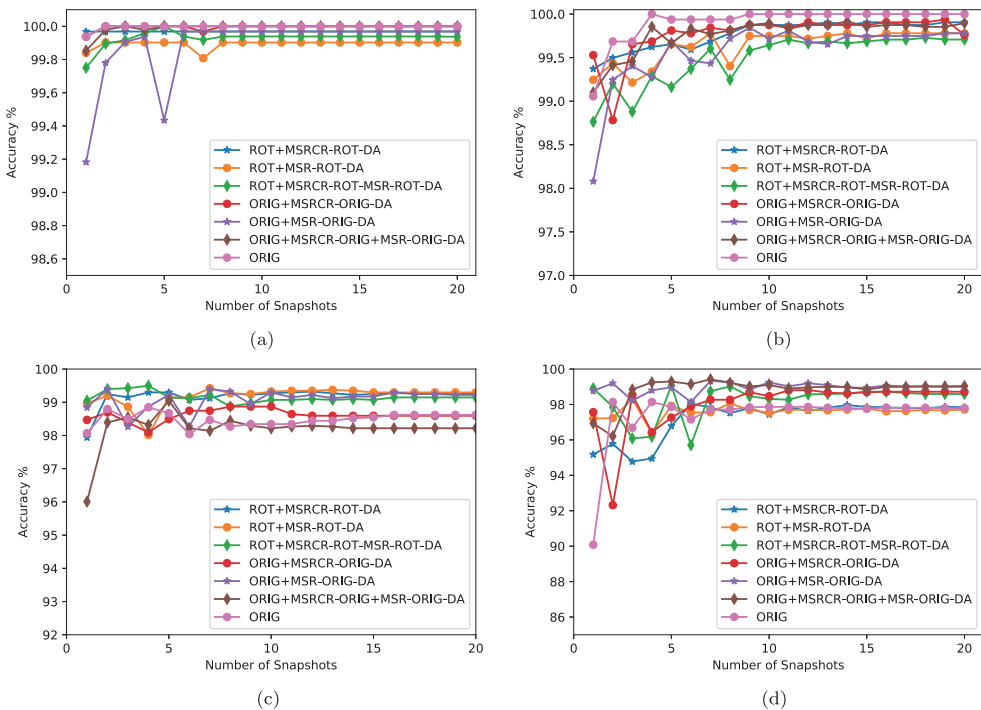 100.0
99.8
99.6
99.4
99.2
99.0
98.8
98.6
Accuracy %
0 5 10 15 20
Number of Snapshots
ROT+MSRCR-ROT-DA
ROT+MSR-ROT-DA
ROT+MSRCR-ROT-MSR-ROT-DA
ORIG+MSRCR-ORIG-DA
ORIG+MSR-ORIG-DA
ORIG+MSRCR-ORIG+MSR-ORIG-DA
ORIG
(a)
100.0
99.5
99.0
98.5
98.0
97.5
97.0
Accuracy %
0 5 10 15 20
Number of Snapshots
ROT+MSRCR-ROT-DA
ROT+MSR-ROT-DA
ROT+MSRCR-ROT-MSR-ROT-DA
ORIG+MSRCR-ORIG-DA
ORIG+MSR-ORIG-DA
ORIG+MSRCR-ORIG+MSR-ORIG-DA
ORIG
(b)
100
99
98
97
96
95
94
93
92
Accuracy %
0 5 10 15 20
Number of Snapshots
ROT+MSRCR-ROT-DA
ROT+MSR-ROT-DA
ROT+MSRCR-ROT-MSR-ROT-DA
ORIG+MSRCR-ORIG-DA
ORIG+MSR-ORIG-DA
ORIG+MSRCR-ORIG+MSR-ORIG-DA
ORIG
(c)
100
98
96
94
92
90
88
86
Accuracy %
0 5 10 15 20
Number of Snapshots
ROT+MSRCR-ROT-DA
ROT+MSR-ROT-DA
ROT+MSRCR-ROT-MSR-ROT-DA
ORIG+MSRCR-ORIG-DA
ORIG+MSR-ORIG-DA
ORIG+MSRCR-ORIG+MSR-ORIG-DA
ORIG
(d)